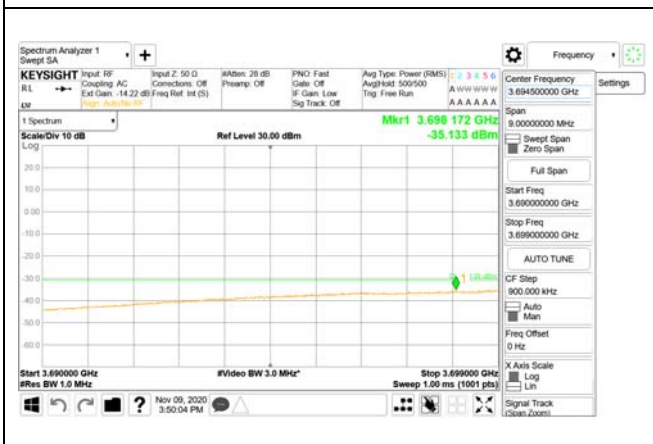 Spectrum Analyzer 1
Swept SA
+
Frequency
KEYSIGHT
RL
Input: RF
Coupling: AC
Ext Gain: -14.22 dB
Align: Auto/No RF
Input Z: 50 Ω
Corrections: Off
Freq Ref: Int (S)
#Atten: 28 dB
Preamp: Off
PNO: Fast
Gate: Off
IF Gain: Low
Sig Track: Off
Avg Type: Power (RMS)
Avg|Hold: 500/500
Trig: Free Run
1 2 3 4 5 6
A W W W W W
A A A A A A
1 Spectrum
Scale/Div 10 dB
Log
Ref Level 30.00 dBm
Mkr1 3.698 172 GHz
-35.133 dBm
20.0
10.0
0.00
-10.0
-20.0
-30.0
-40.0
-50.0
-60.0
1
Start 3.690000 GHz
#Res BW 1.0 MHz
#Video BW 3.0 MHz*
Stop 3.699000 GHz
Sweep 1.00 ms (1001 pts)
?
Nov 09, 2020
3:50:04 PM
Center Frequency
3.694500000 GHz
Settings
Span
9.00000000 MHz
Swept Span
Zero Span
Full Span
Start Freq
3.690000000 GHz
Stop Freq
3.699000000 GHz
AUTO TUNE
CF Step
900.000 kHz
Auto
Man
Freq Offset
0 Hz
X Axis Scale
Log
Lin
Signal Track
(Span Zoom)